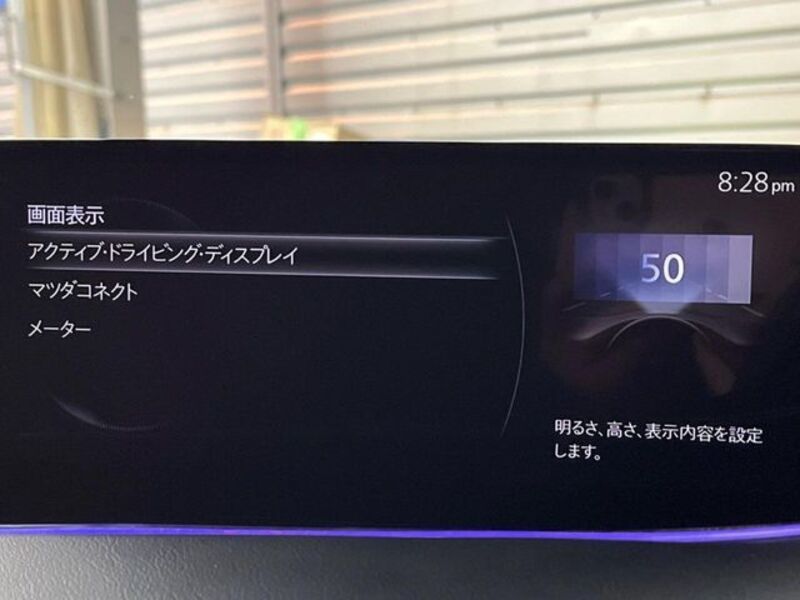 8:28pm
画面表示
アクティブ・ドライビング・ディスプレイ
マツダコネクト
メーター
50
明るさ、高さ、表示内容を設定
します。